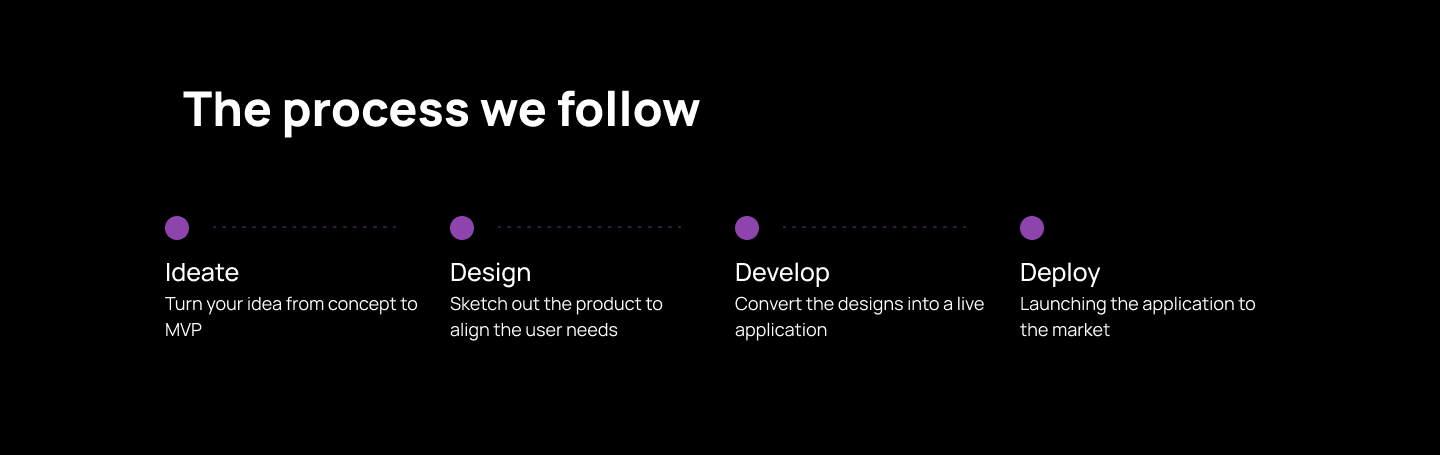 The process we follow
Ideate
Turn your idea from concept to
MVP
Design
Sketch out the product to
align the user needs
Develop
Convert the designs into a live
application
Deploy
Launching the application to
the market